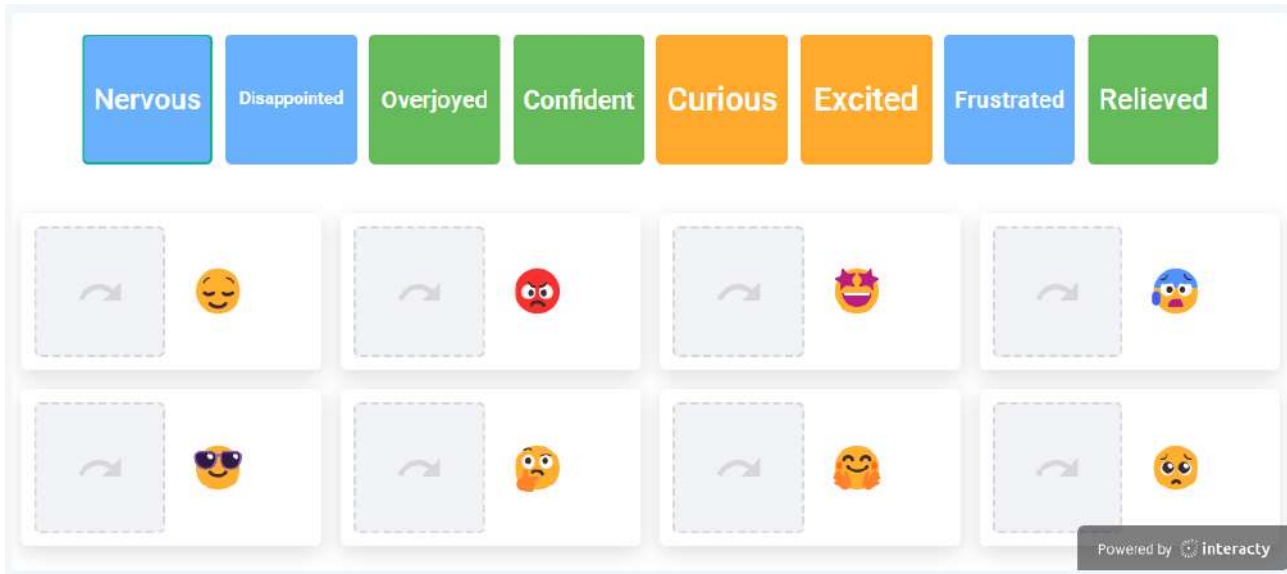 Nervous
Disappointed
Overjoyed
Confident
Curious
Excited
Frustrated
Relieved
Powered by interacty